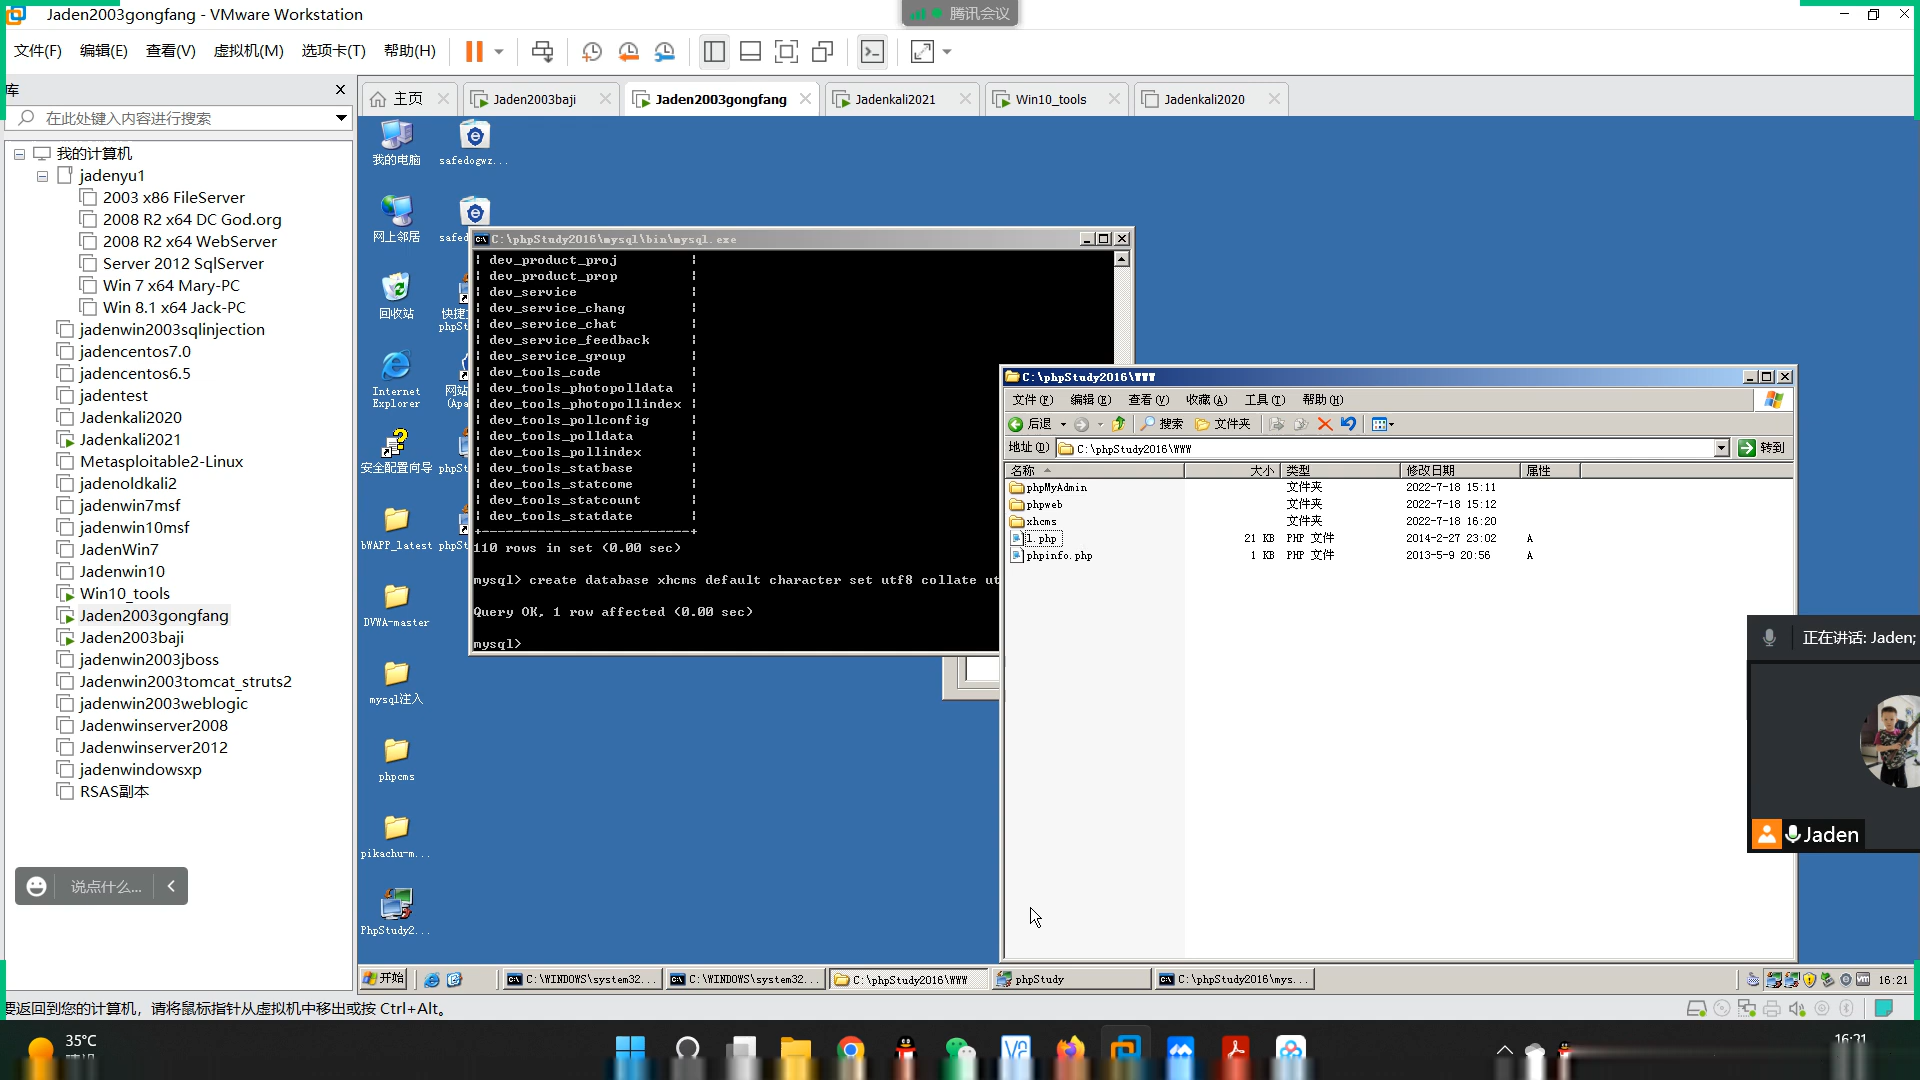 Jaden2003gongfang - VMware Workstation
腾讯会议
文件(F) 编辑(E) 查看(V) 虚拟机(M) 选项卡(T) 帮助(H)
库
在此处键入内容进行搜索
我的计算机
jadenyu1
2003 x86 FileServer
2008 R2 x64 DC God.org
2008 R2 x64 WebServer
Server 2012 SqlServer
Win 7 x64 Mary-PC
Win 8.1 x64 Jack-PC
jadenwin2003sqlinjection
jadencentos7.0
jadencentos6.5
jadentest
Jadenkali2020
Jadenkali2021
Metasploitable2-Linux
jadenoldkali2
jadenwin7msf
jadenwin10msf
JadenWin7
Jadenwin10
Win10_tools
Jaden2003gongfang
Jaden2003baji
jadenwin2003jboss
Jadenwin2003tomcat_struts2
jadenwin2003weblogic
Jadenwinserver2008
Jadenwinserver2012
jadenwindowsxp
RSAS副本
说点什么...
主页 Jaden2003baji Jaden2003gongfang Jadenkali2021 Win10_tools Jadenkali2020
我的电脑
safedogwz...
网上邻居
safed
回收站
快捷
phpSt
Internet
Explorer
网站
(Apa
安全配置向导
phpSt
bWAPP_latest
phpSt
DVWA-master
mysql注入
phpcms
pikachu-m...
PhpStudy2...
C:\phpStudy2016\mysql\bin\mysql.exe
| dev_product_proj |
| dev_product_prop |
| dev_service |
| dev_service_chang |
| dev_service_chat |
| dev_service_feedback |
| dev_service_group |
| dev_tools_code |
| dev_tools_photopolldata |
| dev_tools_photopollindex |
| dev_tools_pollconfig |
| dev_tools_polldata |
| dev_tools_pollindex |
| dev_tools_statbase |
| dev_tools_statcome |
| dev_tools_statcount |
| dev_tools_statdate |
+--------------------------+
110 rows in set (0.00 sec)
mysql> create database xhcms default character set utf8 collate ut
Query OK, 1 row affected (0.00 sec)
mysql>
C:\phpStudy2016\WWW
文件(F) 编辑(E) 查看(V) 收藏(A) 工具(T) 帮助(H)
后退 搜索 文件夹
地址(D) C:\phpStudy2016\WWW 转到
名称 大小 类型 修改日期 属性
phpMyAdmin 文件夹 2022-7-18 15:11
phpweb 文件夹 2022-7-18 15:12
xhcms 文件夹 2022-7-18 16:20
l.php 21 KB PHP 文件 2014-2-27 23:02 A
phpinfo.php 1 KB PHP 文件 2013-5-9 20:56 A
正在讲话: Jaden;
Jaden
开始 C:\WINDOWS\system32... C:\WINDOWS\system32... C:\phpStudy2016\WWW phpStudy C:\phpStudy2016\mys... 16:21
要返回到您的计算机，请将鼠标指针从虚拟机中移出或按 Ctrl+Alt。
35°C
16:21